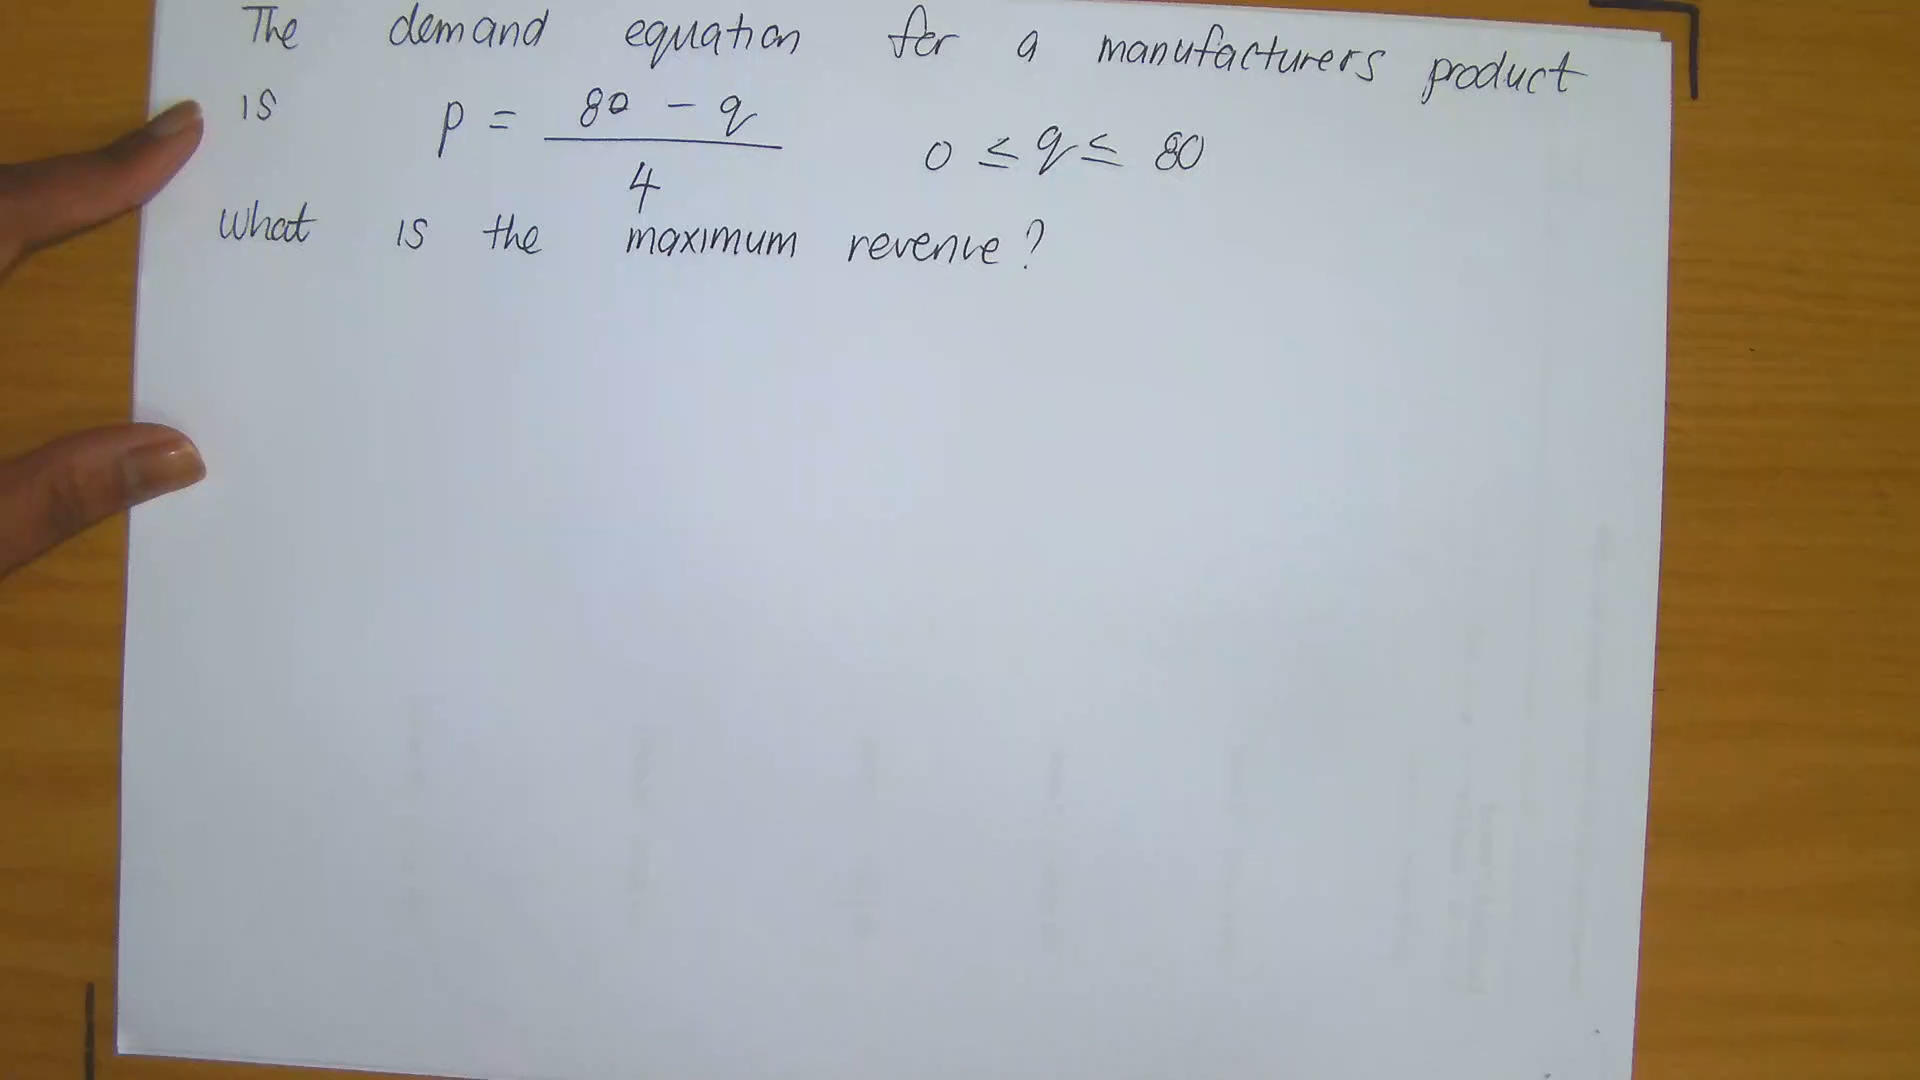 The demand equation for a manufacturers product
is p = 80 - q / 4 0 ≤ q ≤ 80
what is the maximum revenue?